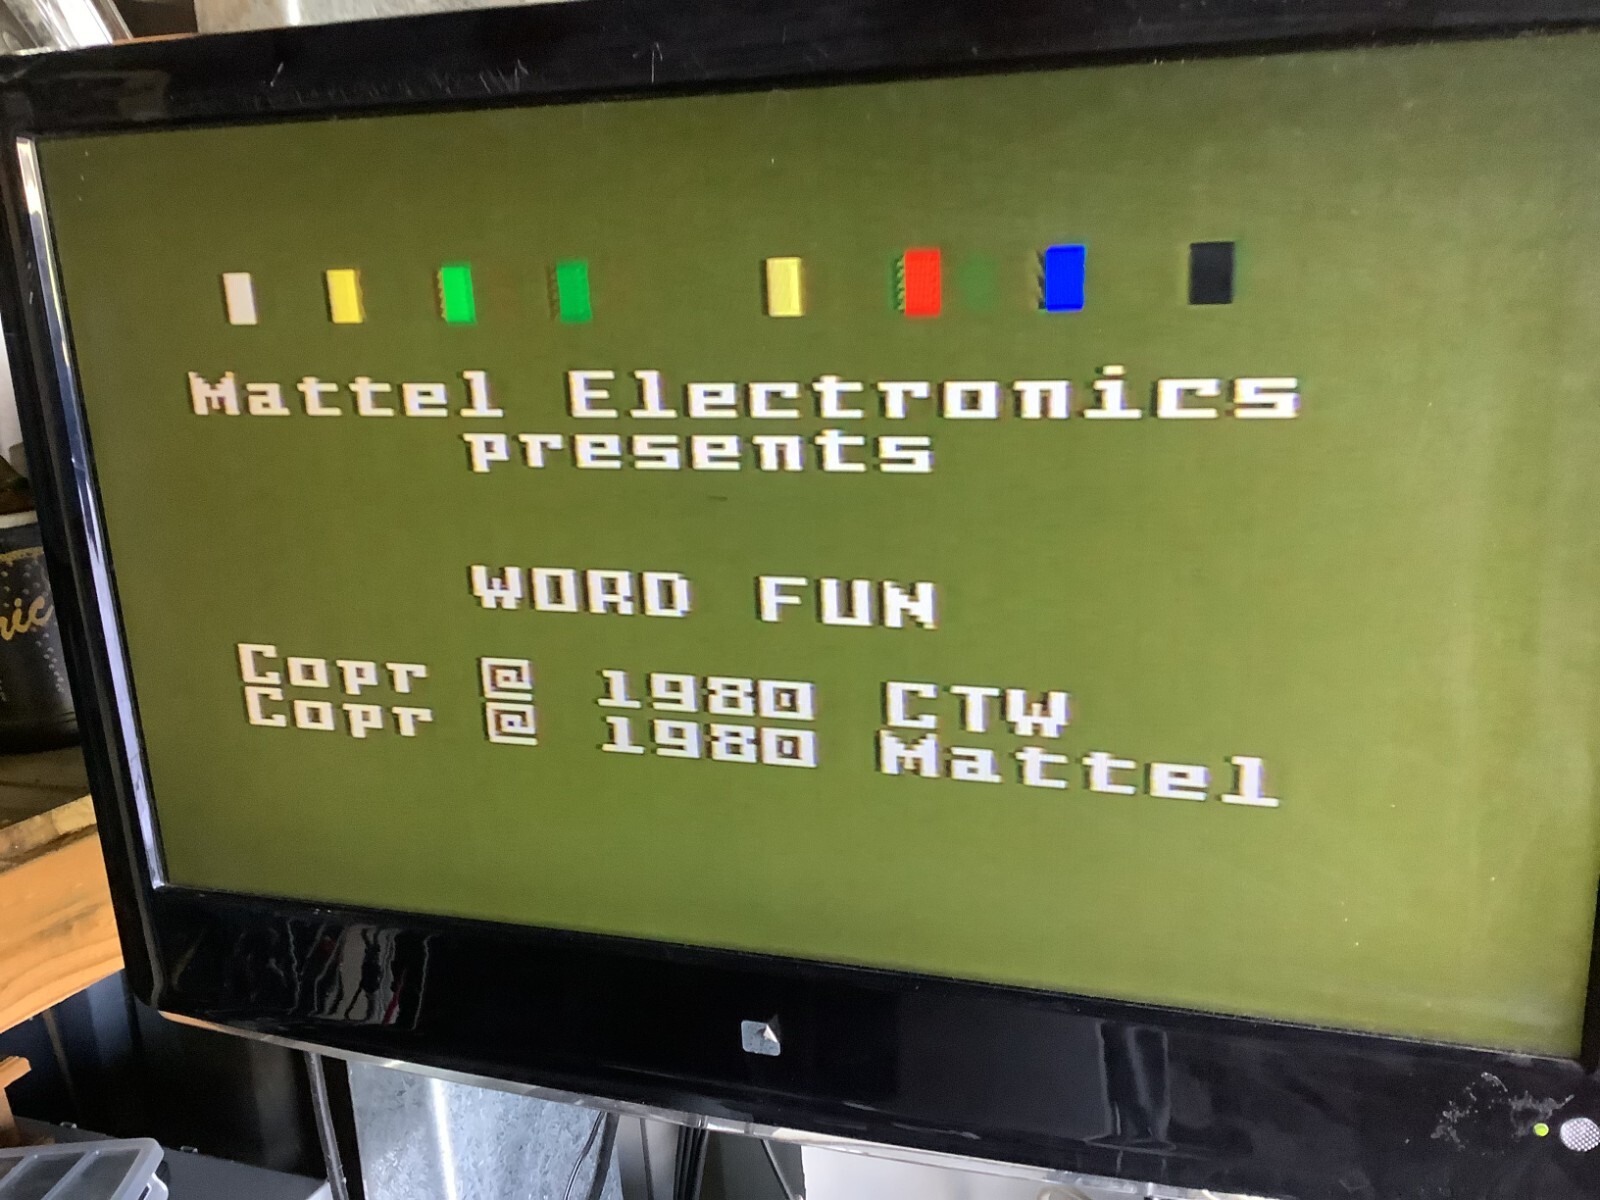 Mattel Electronics
presents
WORD FUN
Copr @ 1980 CTW
Copr @ 1980 Mattel